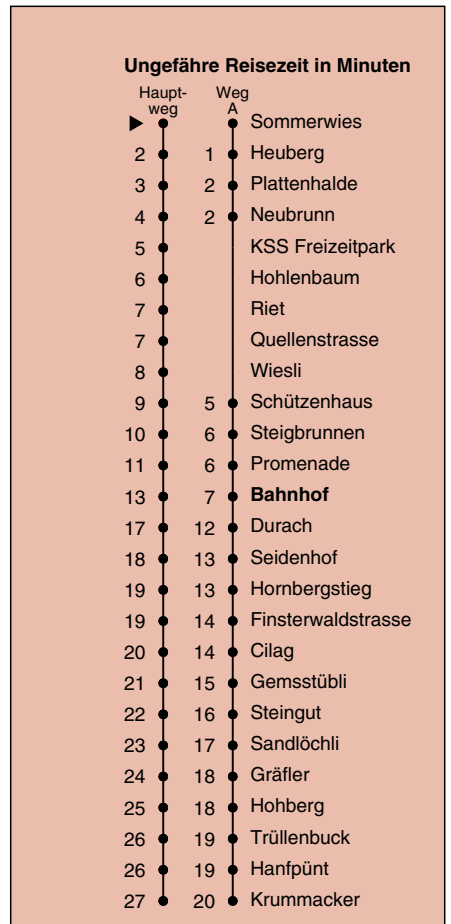 Ungefähre Reisezeit in Minuten
Haupt- Weg
weg A
Sommerwies
2 1 Heuberg
3 2 Plattenhalde
4 2 Neubrunn
5 KSS Freizeitpark
6 Hohlenbaum
7 Riet
7 Quellenstrasse
8 Wiesli
9 5 Schützenhaus
10 6 Steigbrunnen
11 6 Promenade
13 7 Bahnhof
17 12 Durach
18 13 Seidenhof
19 13 Hornbergstieg
19 14 Finsterwaldstrasse
20 14 Cilag
21 15 Gemsstübli
22 16 Steingut
23 17 Sandlöchli
24 18 Gräfler
25 18 Hohberg
26 19 Trüllenbuck
26 19 Hanfpünt
27 20 Krummacker